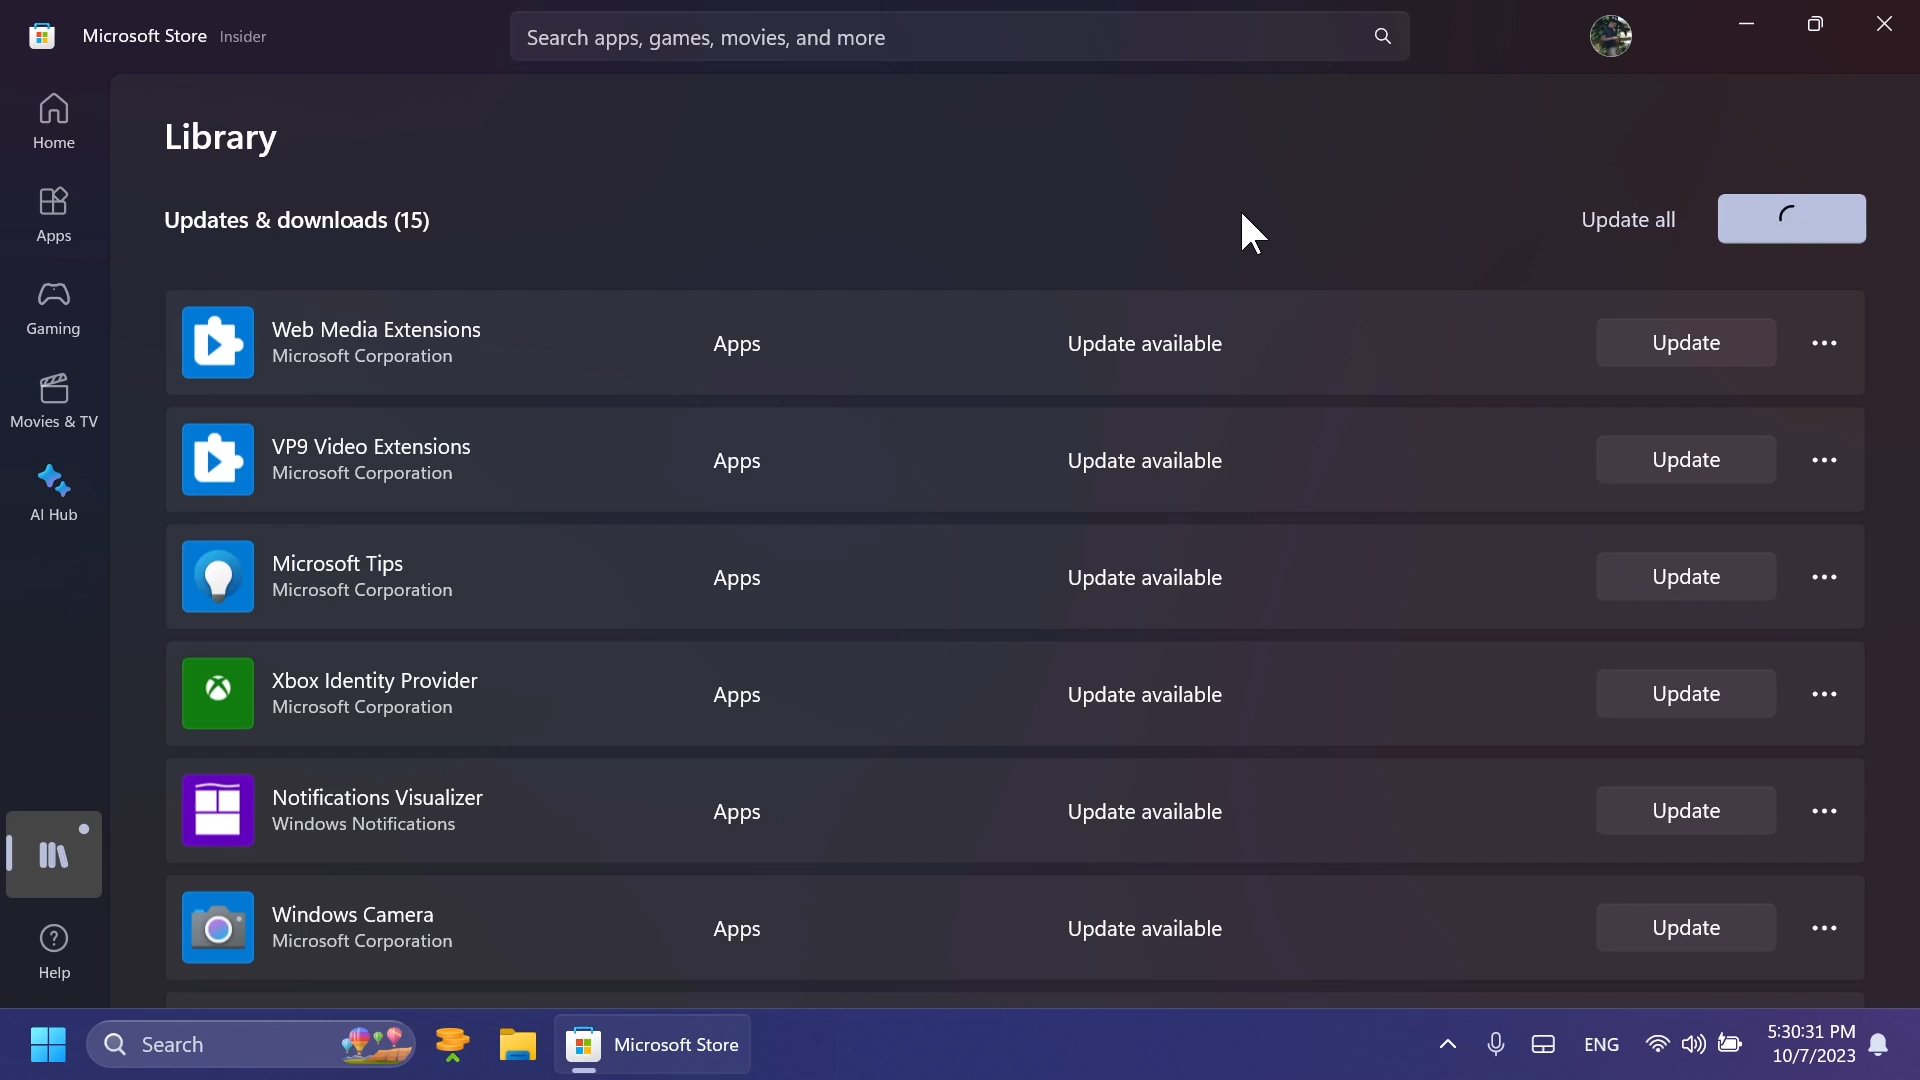 Microsoft Store Insider
Search apps, games, movies, and more
Home
Apps
Gaming
Movies & TV
AI Hub
Help
Library
Updates & downloads (15)
Update all
Web Media Extensions
Microsoft Corporation
Apps
Update available
Update
VP9 Video Extensions
Microsoft Corporation
Apps
Update available
Update
Microsoft Tips
Microsoft Corporation
Apps
Update available
Update
Xbox Identity Provider
Microsoft Corporation
Apps
Update available
Update
Notifications Visualizer
Windows Notifications
Apps
Update available
Update
Windows Camera
Microsoft Corporation
Apps
Update available
Update
Search
Microsoft Store
ENG
5:30:31 PM
10/7/2023